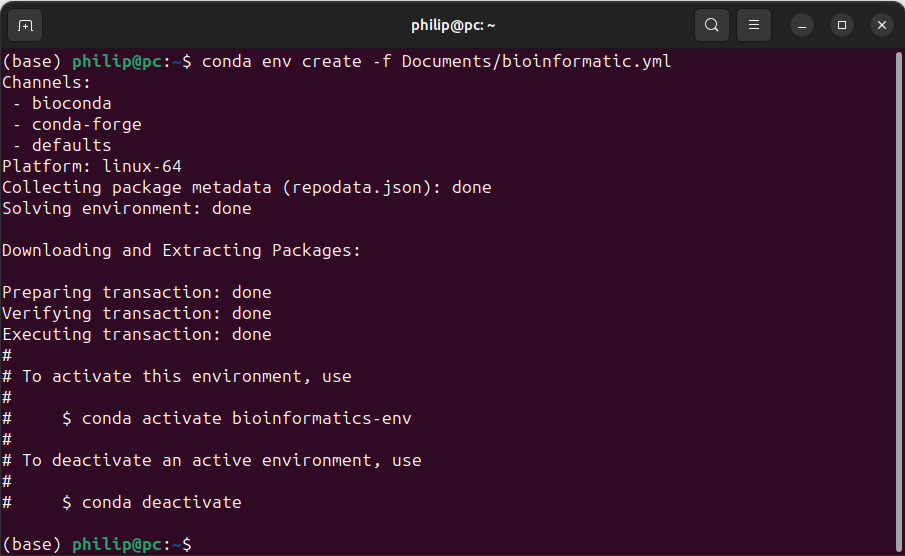 philip@pc: ~
(base) philip@pc:~$ conda env create -f Documents/bioinformatic.yml
Channels:
 - bioconda
 - conda-forge
 - defaults
Platform: linux-64
Collecting package metadata (repodata.json): done
Solving environment: done
Downloading and Extracting Packages:
Preparing transaction: done
Verifying transaction: done
Executing transaction: done
#
# To activate this environment, use
#
#     $ conda activate bioinformatics-env
#
# To deactivate an active environment, use
#
#     $ conda deactivate
(base) philip@pc:~$